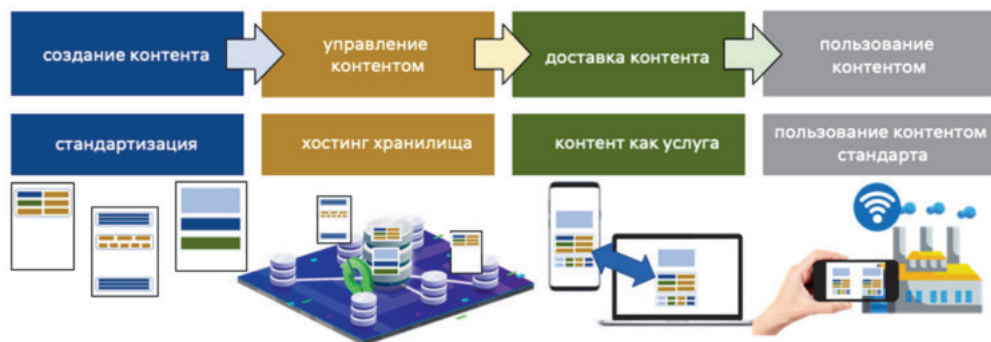 создание контента
управление
контентом
доставка контента
пользование
контентом
стандартизация
хостинг хранилища
контент как услуга
пользование контентом
стандарта